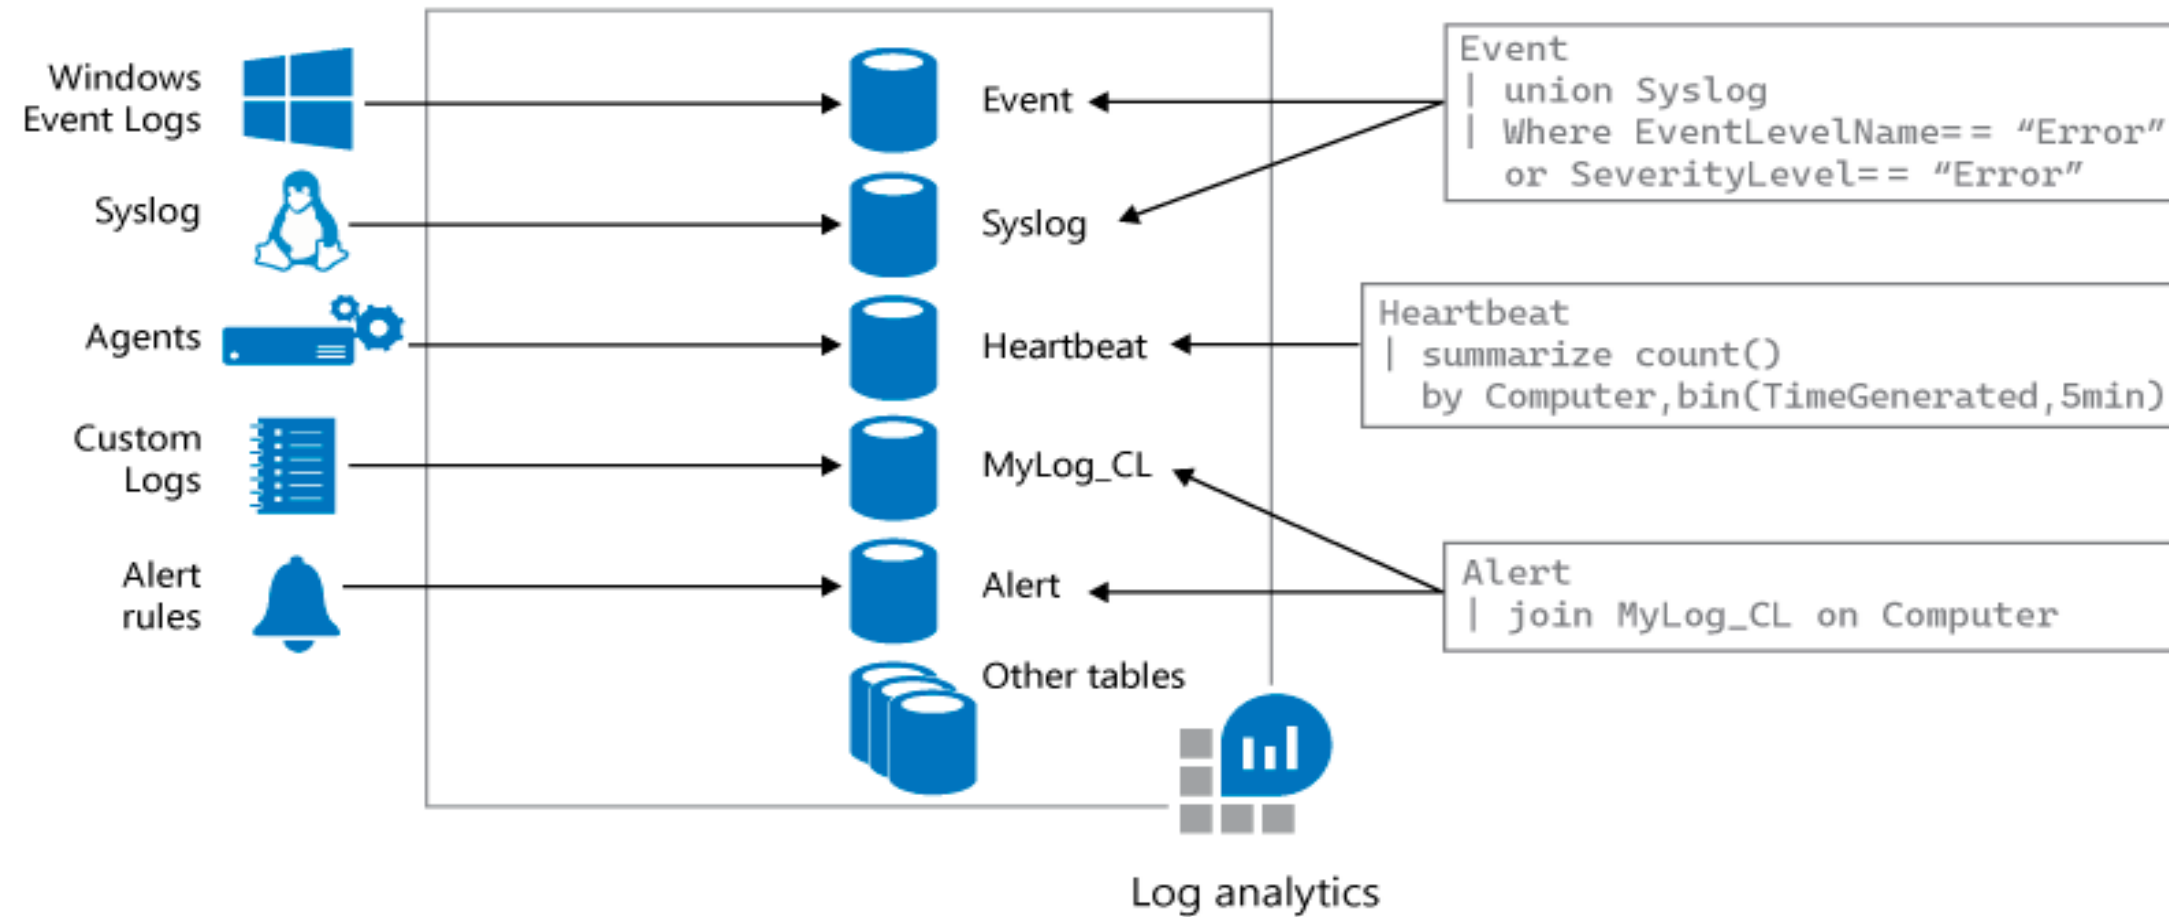 Windows
Event Logs
Syslog
Agents
Custom
Logs
Alert
rules
Event
Syslog
Heartbeat
MyLog_CL
Alert
Other tables
Event
| union Syslog
| Where EventLevelName== “Error”
or SeverityLevel== “Error”
Heartbeat
| summarize count()
by Computer,bin(TimeGenerated,5min)
Alert
| join MyLog_CL on Computer
Log analytics